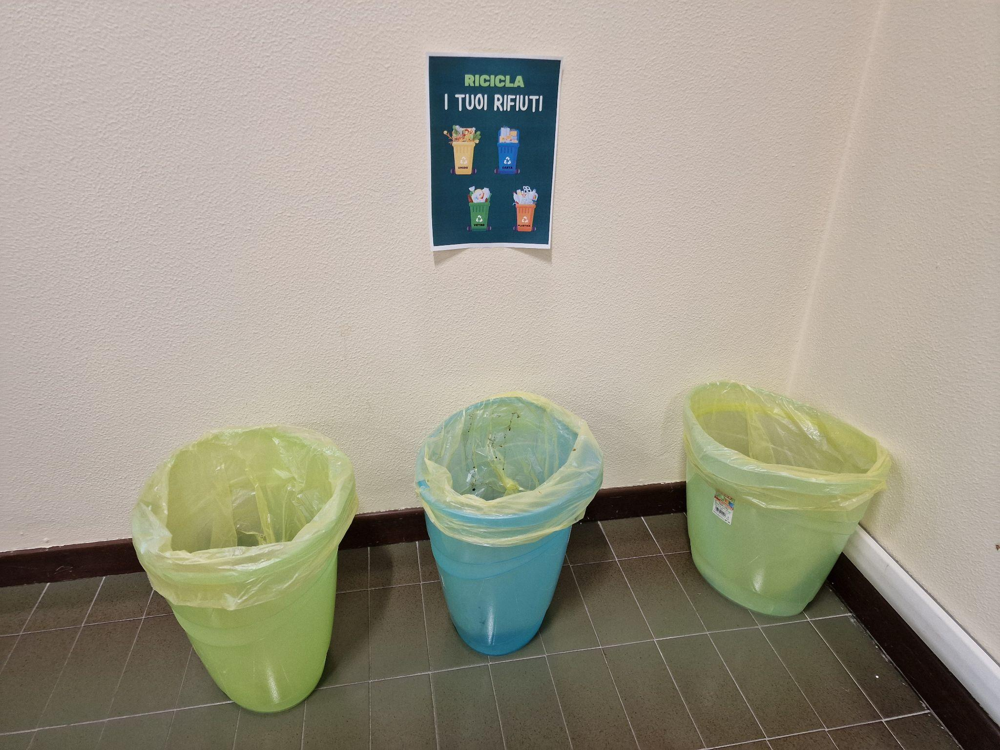 RICICLA
I TUOI RIFIUTI
UMIDO
CARTA
VETRO
PLASTICA